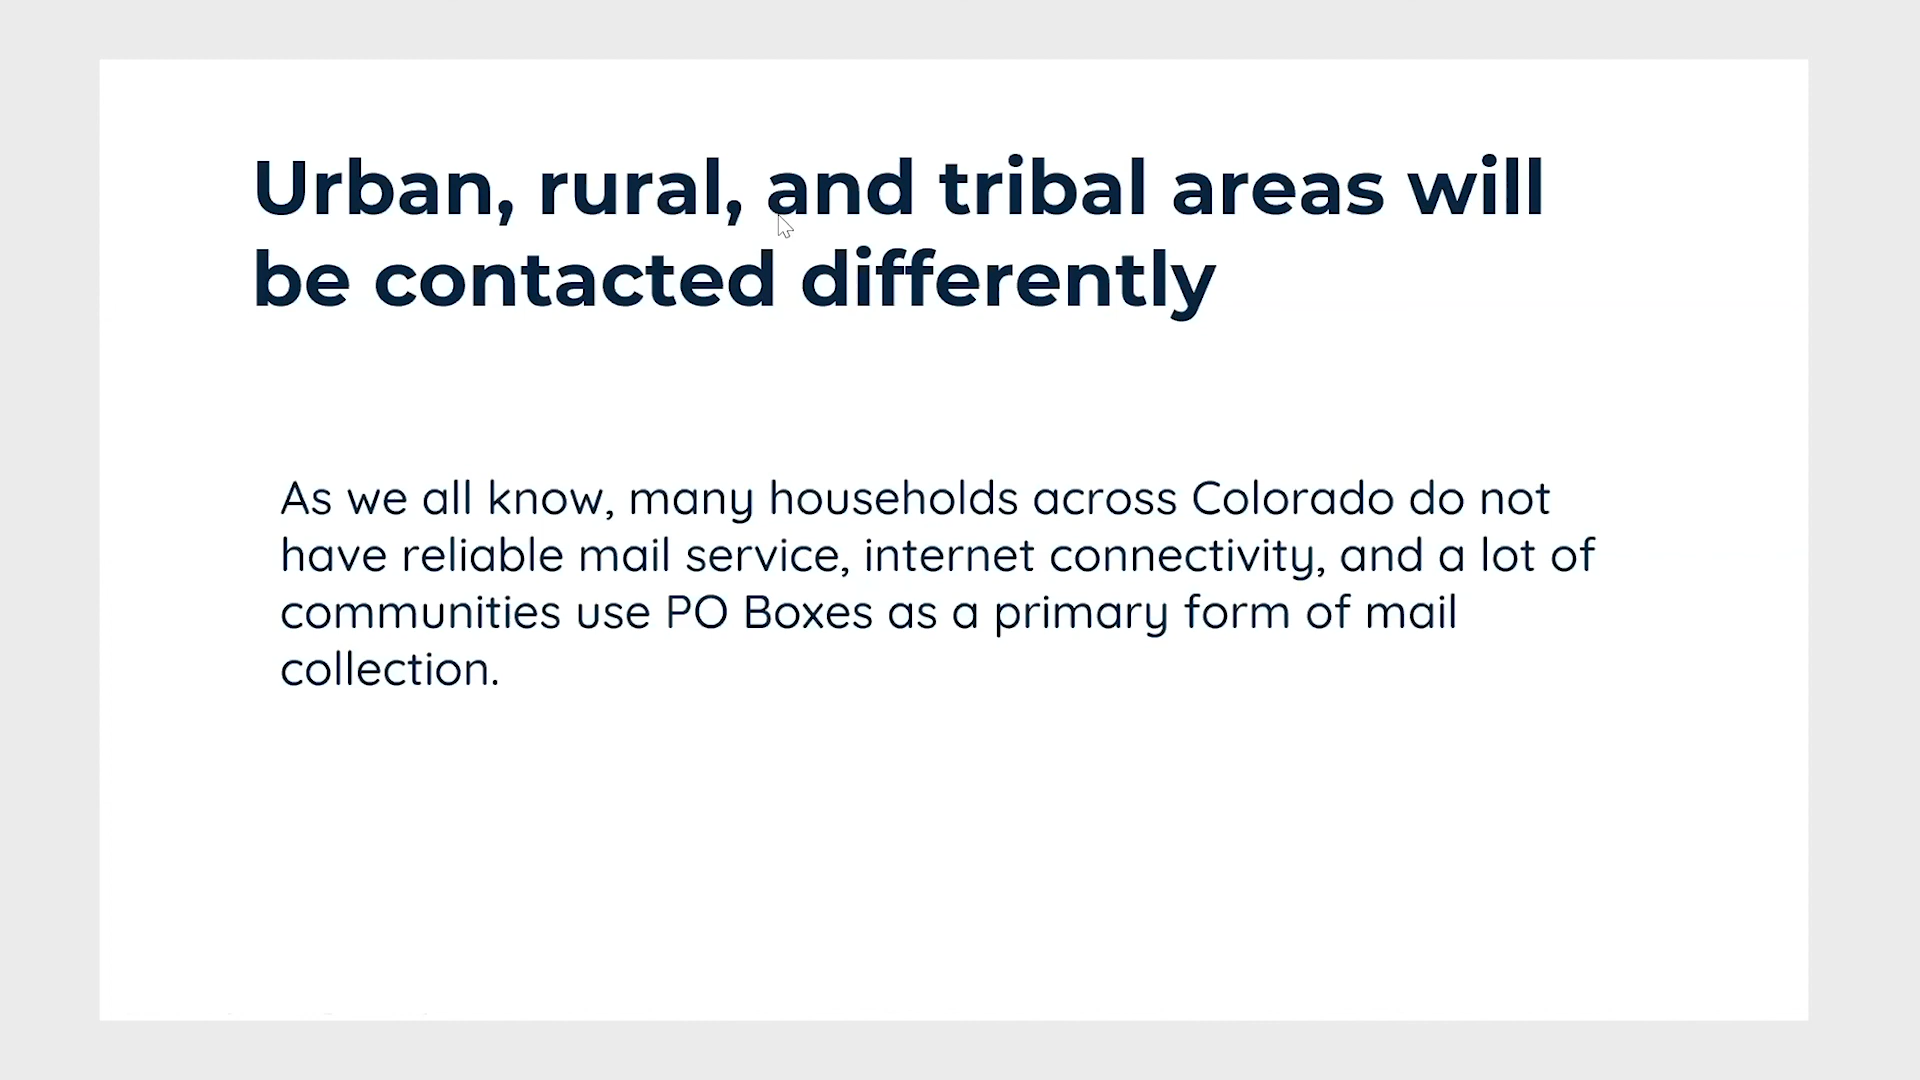 Urban, rural, and tribal areas will
be contacted differently
As we all know, many households across Colorado do not
have reliable mail service, internet connectivity, and a lot of
communities use PO Boxes as a primary form of mail
collection.